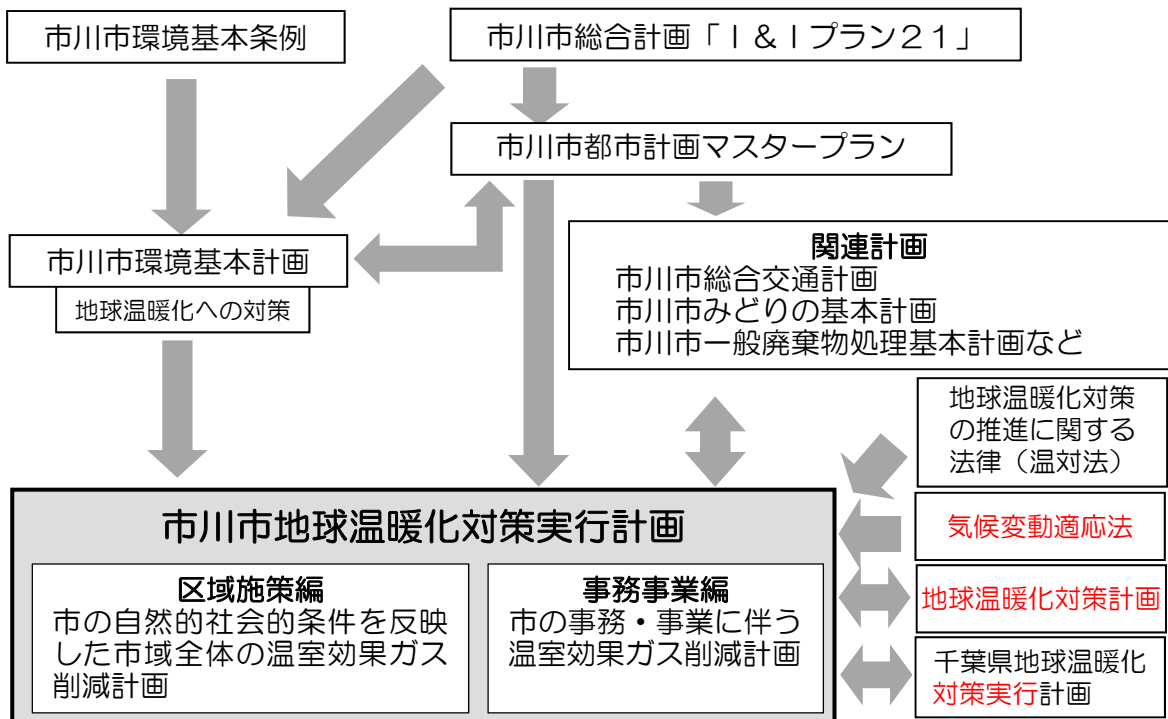 市川市環境基本条例
市川市総合計画「Ｉ＆Ｉプラン２１」
市川市都市計画マスタープラン
市川市環境基本計画
地球温暖化への対策
関連計画
市川市総合交通計画
市川市みどりの基本計画
市川市一般廃棄物処理基本計画など
地球温暖化対策
の推進に関する
法律（温対法）
市川市地球温暖化対策実行計画
区域施策編
市の自然的社会的条件を反映
した市域全体の温室効果ガス
削減計画
事務事業編
市の事務・事業に伴う
温室効果ガス削減計画
気候変動適応法
地球温暖化対策計画
千葉県地球温暖化
対策実行計画